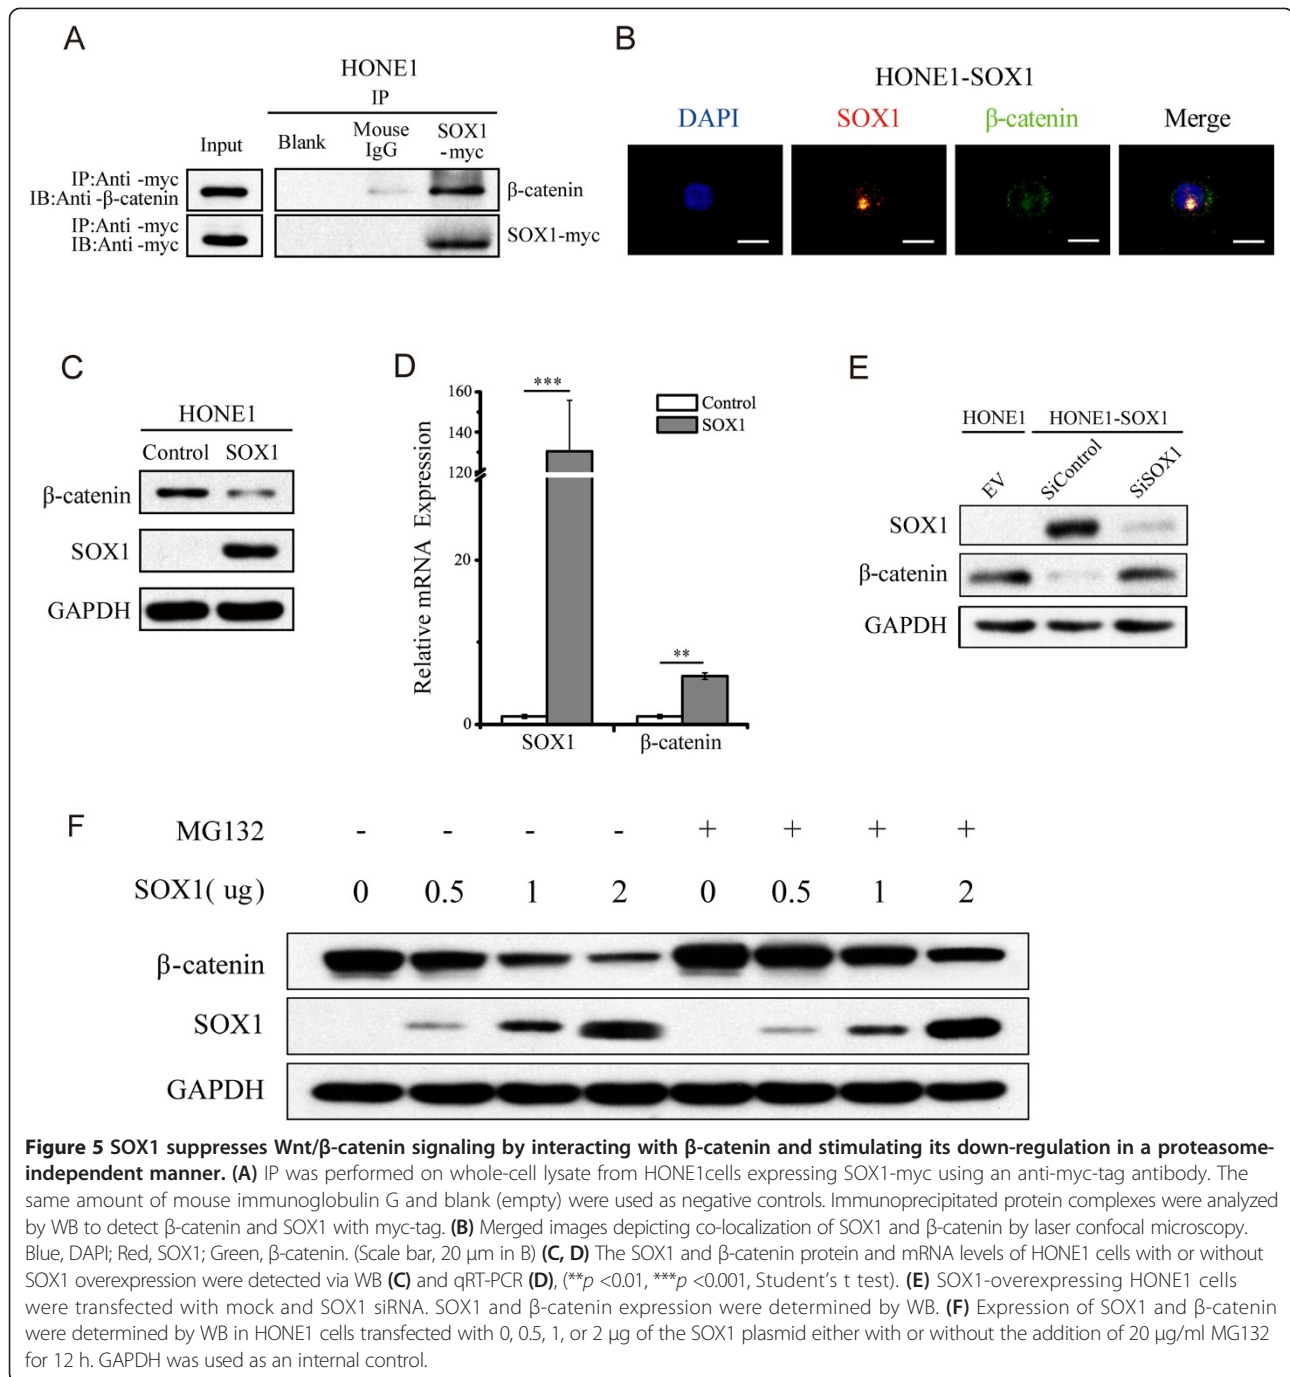 A
HONE1
IP
Input
Blank
Mouse
IgG
SOX1
-myc
IP:Anti -myc
IB:Anti -β-catenin
β-catenin
IP:Anti -myc
IB:Anti -myc
SOX1-myc
B
HONE1-SOX1
DAPI
SOX1
β-catenin
Merge
C
HONE1
Control SOX1
β-catenin
SOX1
GAPDH
D
Relative mRNA Expression
160
140
120
20
0
***
**
Control
SOX1
SOX1
β-catenin
E
HONE1 HONE1-SOX1
EV
SiControl
SiSOX1
SOX1
β-catenin
GAPDH
F
MG132 - - - - + + + +
SOX1( ug) 0 0.5 1 2 0 0.5 1 2
β-catenin
SOX1
GAPDH
Figure 5 SOX1 suppresses Wnt/β-catenin signaling by interacting with β-catenin and stimulating its down-regulation in a proteasome-
independent manner. (A) IP was performed on whole-cell lysate from HONE1cells expressing SOX1-myc using an anti-myc-tag antibody. The
same amount of mouse immunoglobulin G and blank (empty) were used as negative controls. Immunoprecipitated protein complexes were analyzed
by WB to detect β-catenin and SOX1 with myc-tag. (B) Merged images depicting co-localization of SOX1 and β-catenin by laser confocal microscopy.
Blue, DAPI; Red, SOX1; Green, β-catenin. (Scale bar, 20 μm in B) (C, D) The SOX1 and β-catenin protein and mRNA levels of HONE1 cells with or without
SOX1 overexpression were detected via WB (C) and qRT-PCR (D), (**p <0.01, ***p <0.001, Student's t test). (E) SOX1-overexpressing HONE1 cells
were transfected with mock and SOX1 siRNA. SOX1 and β-catenin expression were determined by WB. (F) Expression of SOX1 and β-catenin
were determined by WB in HONE1 cells transfected with 0, 0.5, 1, or 2 μg of the SOX1 plasmid either with or without the addition of 20 μg/ml MG132
for 12 h. GAPDH was used as an internal control.